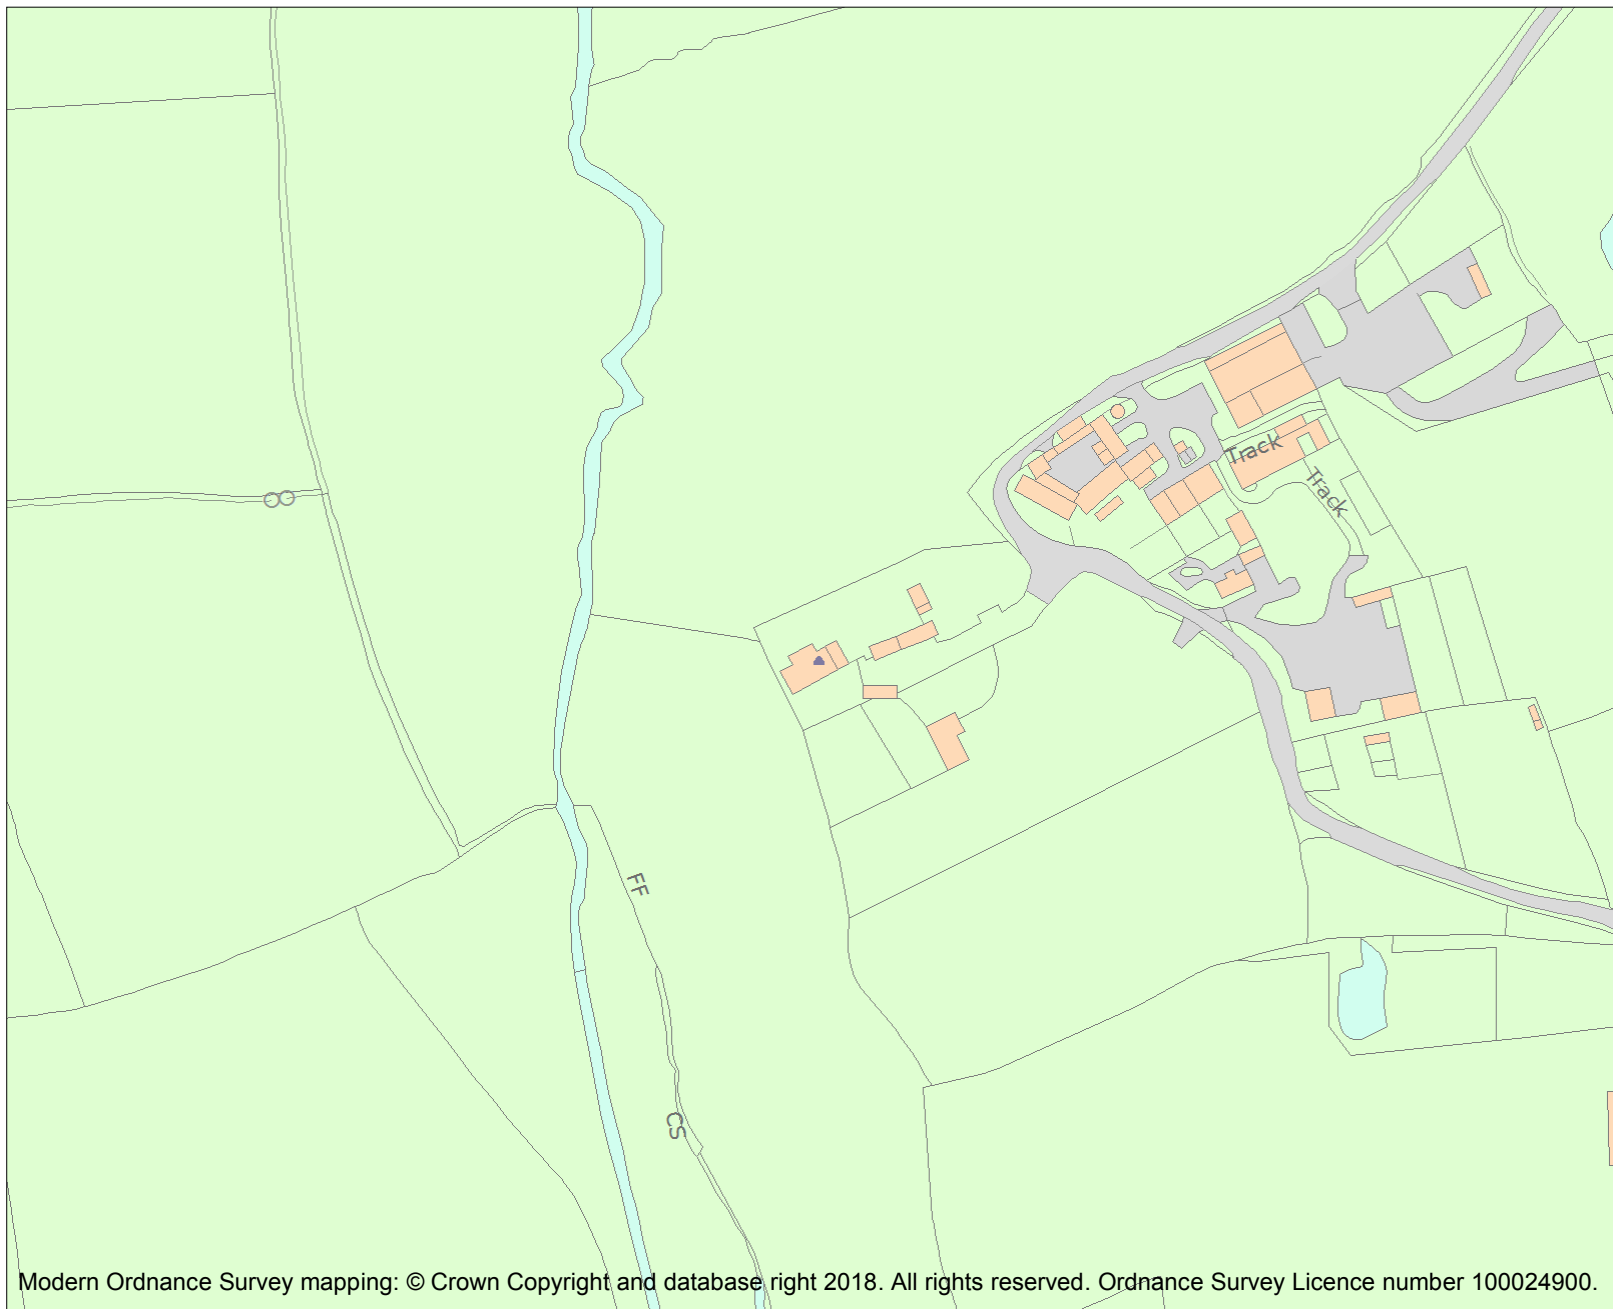 Track
Track
FF
CS
Modern Ordnance Survey mapping: © Crown Copyright and database right 2018. All rights reserved. Ordnance Survey Licence number 100024900.